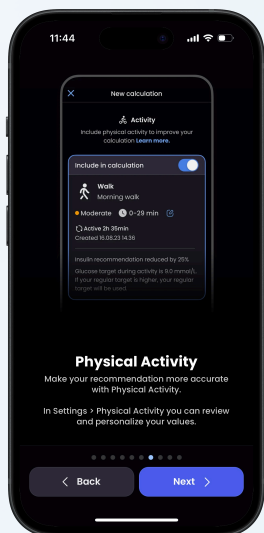 11:44
New calculation
Activity
Include physical activity to improve your
calculation Learn more.
Include in calculation
Walk
Morning walk
Moderate 0-29 min
Active 2h 35min
Created 16.08.23 14.36
Insulin recommendation reduced by 25%
Glucose target during activity is 9.0 mmol/L.
If your regular target is higher, your regular
target will be used.
Physical Activity
Make your recommendation more accurate
with Physical Activity.
In Settings > Physical Activity you can review
and personalize your values.
< Back
Next >